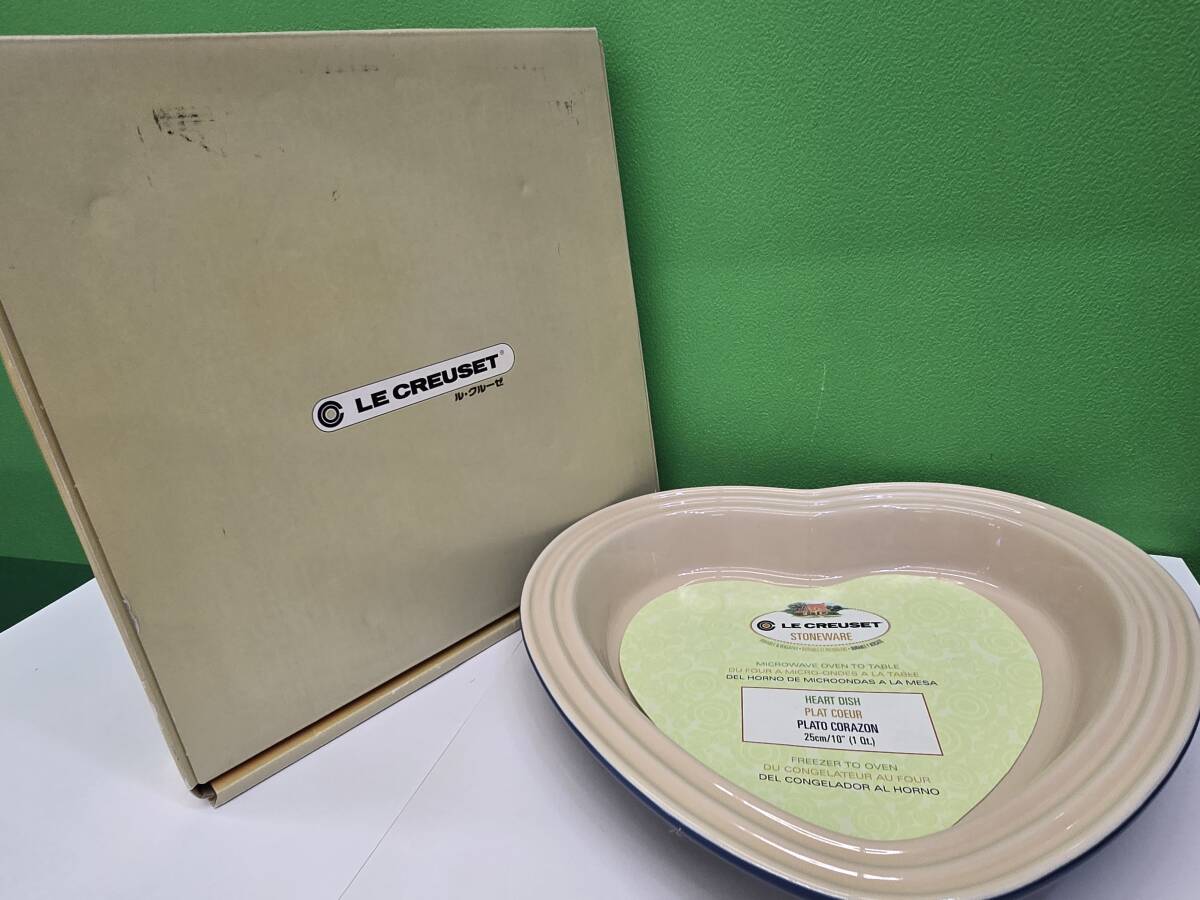 LE CREUSET®
ル・クルーゼ
LE CREUSET
STONEWARE
MICROWAVE OVEN TO TABLE
DU FOUR A MICRO-ONDES A LA TABLE
DEL HORNO DE MICROONDAS A LA MESA
HEART DISH
PLAT COEUR
PLATO CORAZON
25cm/10" (1 Qt.)
FREEZER TO OVEN
DU CONGELATEUR AU FOUR
DEL CONGELADOR AL HORNO